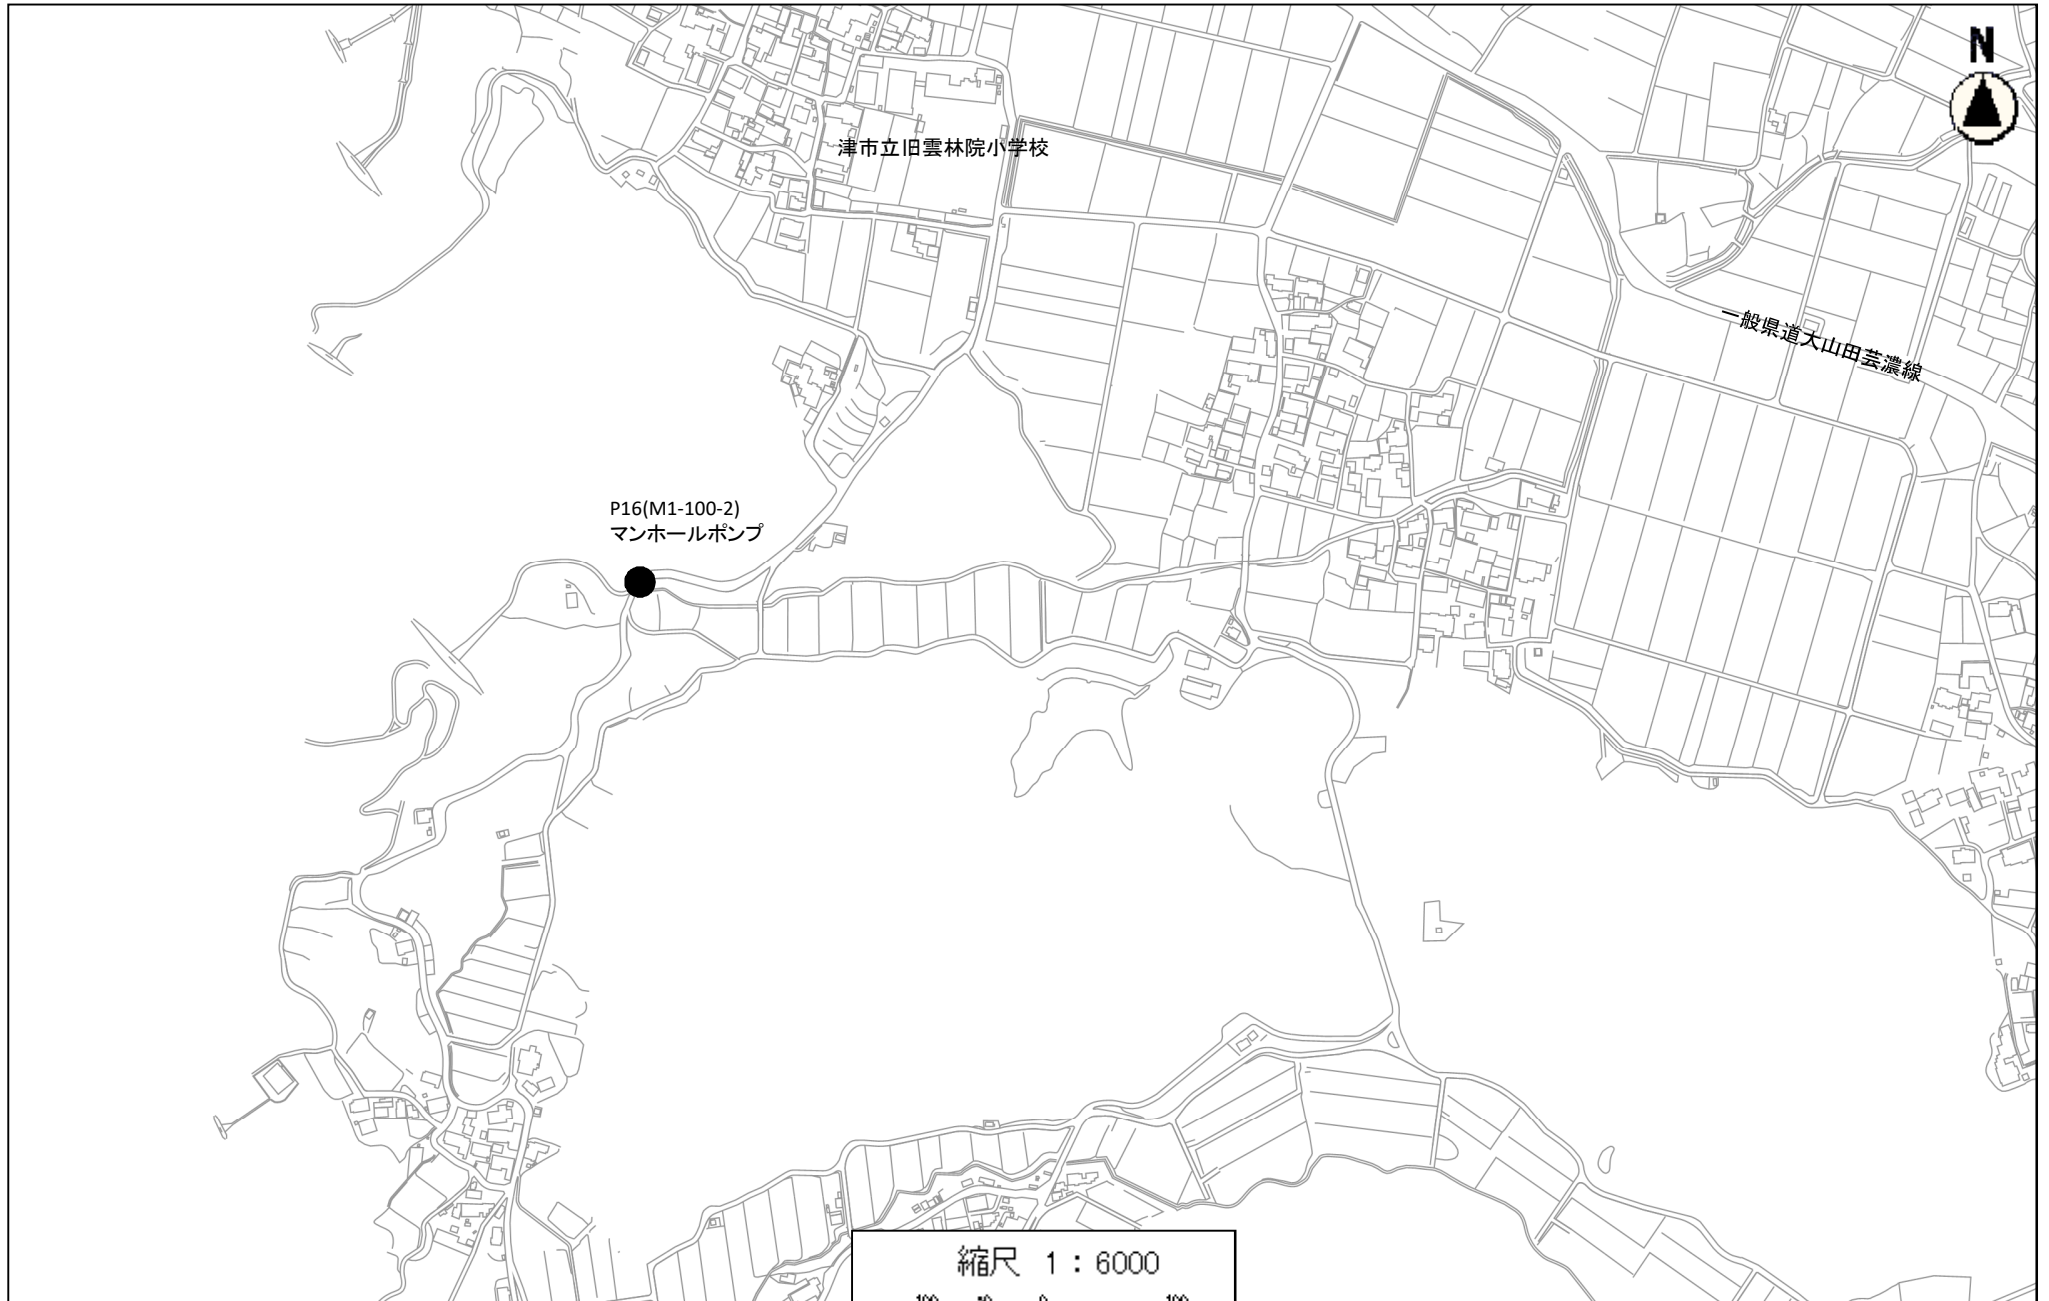 N
津市立旧雲林院小学校
一般県道大山田芸濃線
P16(M1-100-2)
マンホールポンプ
縮尺 1:6000